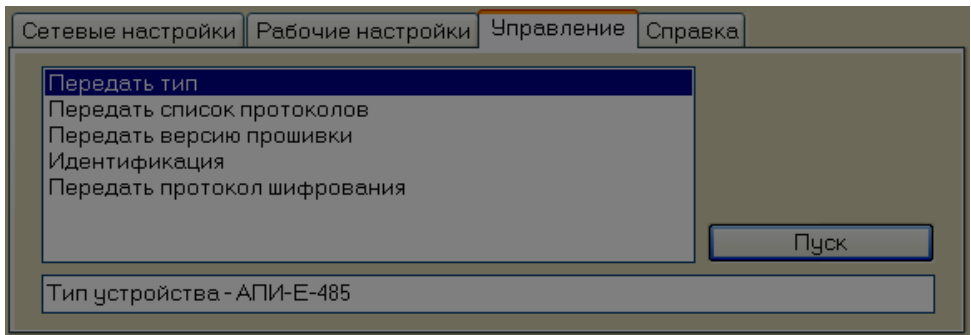 Сетевые настройки Рабочие настройки Управление Справка
Передать тип
Передать список протоколов
Передать версию прошивки
Идентификация
Передать протокол шифрования
Пуск
Тип устройства - АПИ-Е-485